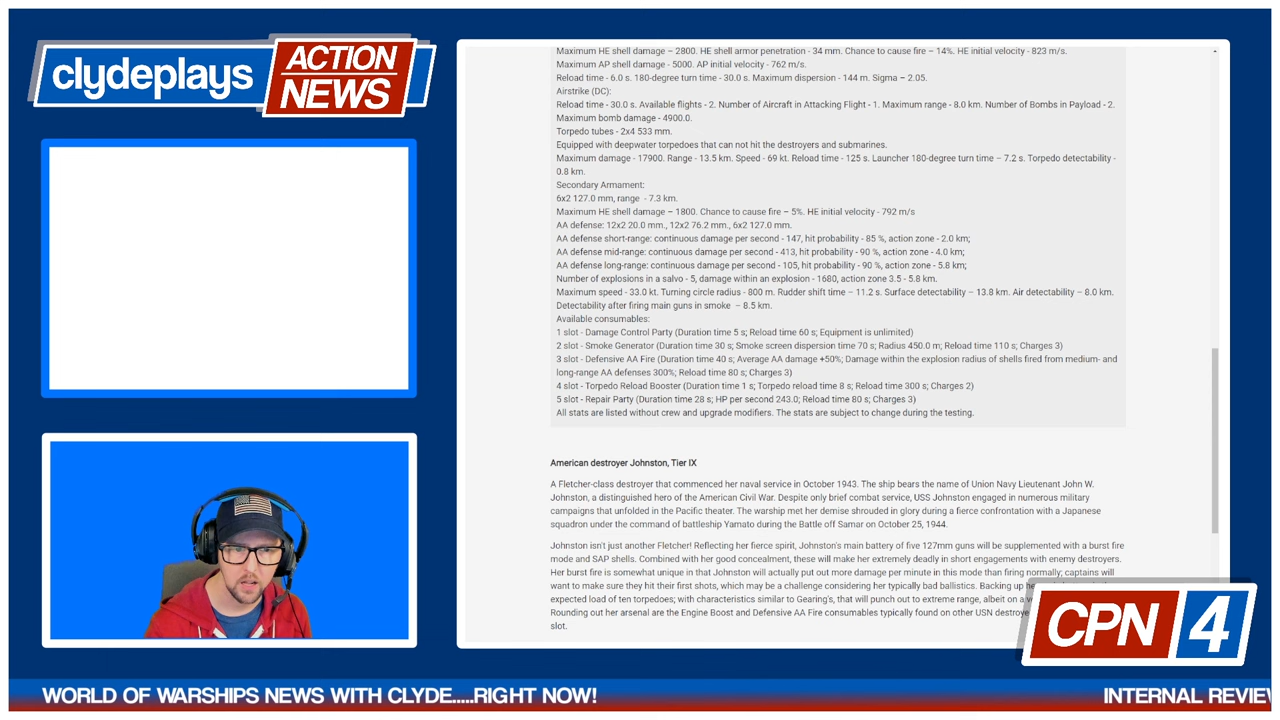 clydeplays
ACTION
NEWS
Maximum HE shell damage – 2800. HE shell armor penetration - 34 mm. Chance to cause fire – 14%. HE initial velocity - 823 m/s.
Maximum AP shell damage - 5000. AP initial velocity - 762 m/s.
Reload time - 6.0 s. 180-degree turn time - 30.0 s. Maximum dispersion - 144 m. Sigma – 2.05.
Airstrike (DC):
Reload time - 30.0 s. Available flights - 2. Number of Aircraft in Attacking Flight - 1. Maximum range - 8.0 km. Number of Bombs in Payload - 2.
Maximum bomb damage - 4900.0.
Torpedo tubes - 2x4 533 mm.
Equipped with deepwater torpedoes that can not hit the destroyers and submarines.
Maximum damage - 17900. Range - 13.5 km. Speed - 69 kt. Reload time - 125 s. Launcher 180-degree turn time – 7.2 s. Torpedo detectability -
0.8 km.
Secondary Armament:
6x2 127.0 mm, range - 7.3 km.
Maximum HE shell damage – 1800. Chance to cause fire – 5%. HE initial velocity - 792 m/s
AA defense: 12x2 20.0 mm., 12x2 76.2 mm., 6x2 127.0 mm.
AA defense short-range: continuous damage per second - 147, hit probability - 85 %, action zone - 2.0 km;
AA defense mid-range: continuous damage per second - 413, hit probability - 90 %, action zone - 4.0 km;
AA defense long-range: continuous damage per second - 105, hit probability - 90 %, action zone - 5.8 km;
Number of explosions in a salvo - 5, damage within an explosion - 1680, action zone 3.5 - 5.8 km.
Maximum speed - 33.0 kt. Turning circle radius - 800 m. Rudder shift time – 11.2 s. Surface detectability – 13.8 km. Air detectability – 8.0 km.
Detectability after firing main guns in smoke – 8.5 km.
Available consumables:
1 slot - Damage Control Party (Duration time 5 s; Reload time 60 s; Equipment is unlimited)
2 slot - Smoke Generator (Duration time 30 s; Smoke screen dispersion time 70 s; Radius 450.0 m; Reload time 110 s; Charges 3)
3 slot - Defensive AA Fire (Duration time 40 s; Average AA damage +50%; Damage within the explosion radius of shells fired from medium- and
long-range AA defenses 300%; Reload time 80 s; Charges 3)
4 slot - Torpedo Reload Booster (Duration time 1 s; Torpedo reload time 8 s; Reload time 300 s; Charges 2)
5 slot - Repair Party (Duration time 28 s; HP per second 243.0; Reload time 80 s; Charges 3)
All stats are listed without crew and upgrade modifiers. The stats are subject to change during the testing.
American destroyer Johnston, Tier IX
A Fletcher-class destroyer that commenced her naval service in October 1943. The ship bears the name of Union Navy Lieutenant John W.
Johnston, a distinguished hero of the American Civil War. Despite only brief combat service, USS Johnston engaged in numerous military
campaigns that unfolded in the Pacific theater. The warship met her demise shrouded in glory during a fierce confrontation with a Japanese
squadron under the command of battleship Yamato during the Battle off Samar on October 25, 1944.
Johnston isn't just another Fletcher! Reflecting her fierce spirit, Johnston's main battery of five 127mm guns will be supplemented with a burst fire
mode and SAP shells. Combined with her good concealment, these will make her extremely deadly in short engagements with enemy destroyers.
Her burst fire is somewhat unique in that Johnston will actually put out more damage per minute in this mode than firing normally; captains will
want to make sure they hit their first shots, which may be a challenge considering her typically bad ballistics. Backing up he
expected load of ten torpedoes; with characteristics similar to Gearing's, that will punch out to extreme range, albeit on a v
Rounding out her arsenal are the Engine Boost and Defensive AA Fire consumables typically found on other USN destroye
slot.
CPN 4
WORLD OF WARSHIPS NEWS WITH CLYDE.....RIGHT NOW!
INTERNAL REVIEW